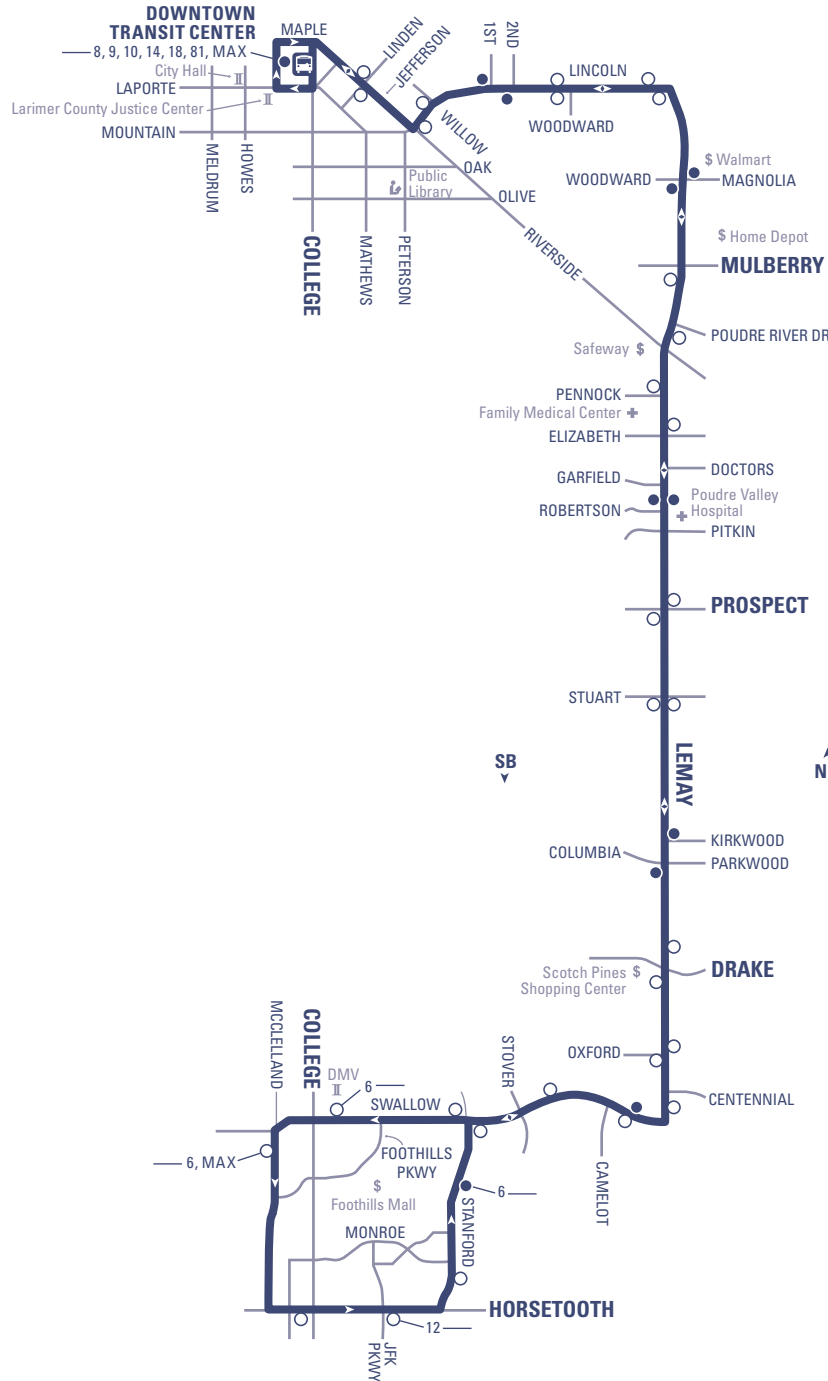 DOWNTOWN
TRANSIT CENTER
8, 9, 10, 14, 18, 81, MAX
MAPLE
LINDEN
JEFFERSON
1ST
2ND
LINCOLN
City Hall
LAPORTE
Larimer County Justice Center
MOUNTAIN
WILLOW
WOODWARD
MELDRUM
HOWES
OAK
Public
Library
OLIVE
$ Walmart
WOODWARD
MAGNOLIA
COLLEGE
MATHEWS
PETERSON
RIVERSIDE
$ Home Depot
MULBERRY
POUDRE RIVER DR
Safeway $
PENNOCK
Family Medical Center
ELIZABETH
GARFIELD
DOCTORS
ROBERTSON
Poudre Valley
Hospital
PITKIN
PROSPECT
STUART
LEMAY
SB
N
KIRKWOOD
COLUMBIA
PARKWOOD
DRAKE
Scotch Pines $
Shopping Center
OXFORD
CENTENNIAL
MCCLELLAND
COLLEGE
DMV
6
SWALLOW
STOVER
CAMELOT
6, MAX
FOOTHILLS
PKWY
$
Foothills Mall
6
STANFORD
MONROE
HORSETOOTH
12
JFK
PKWY